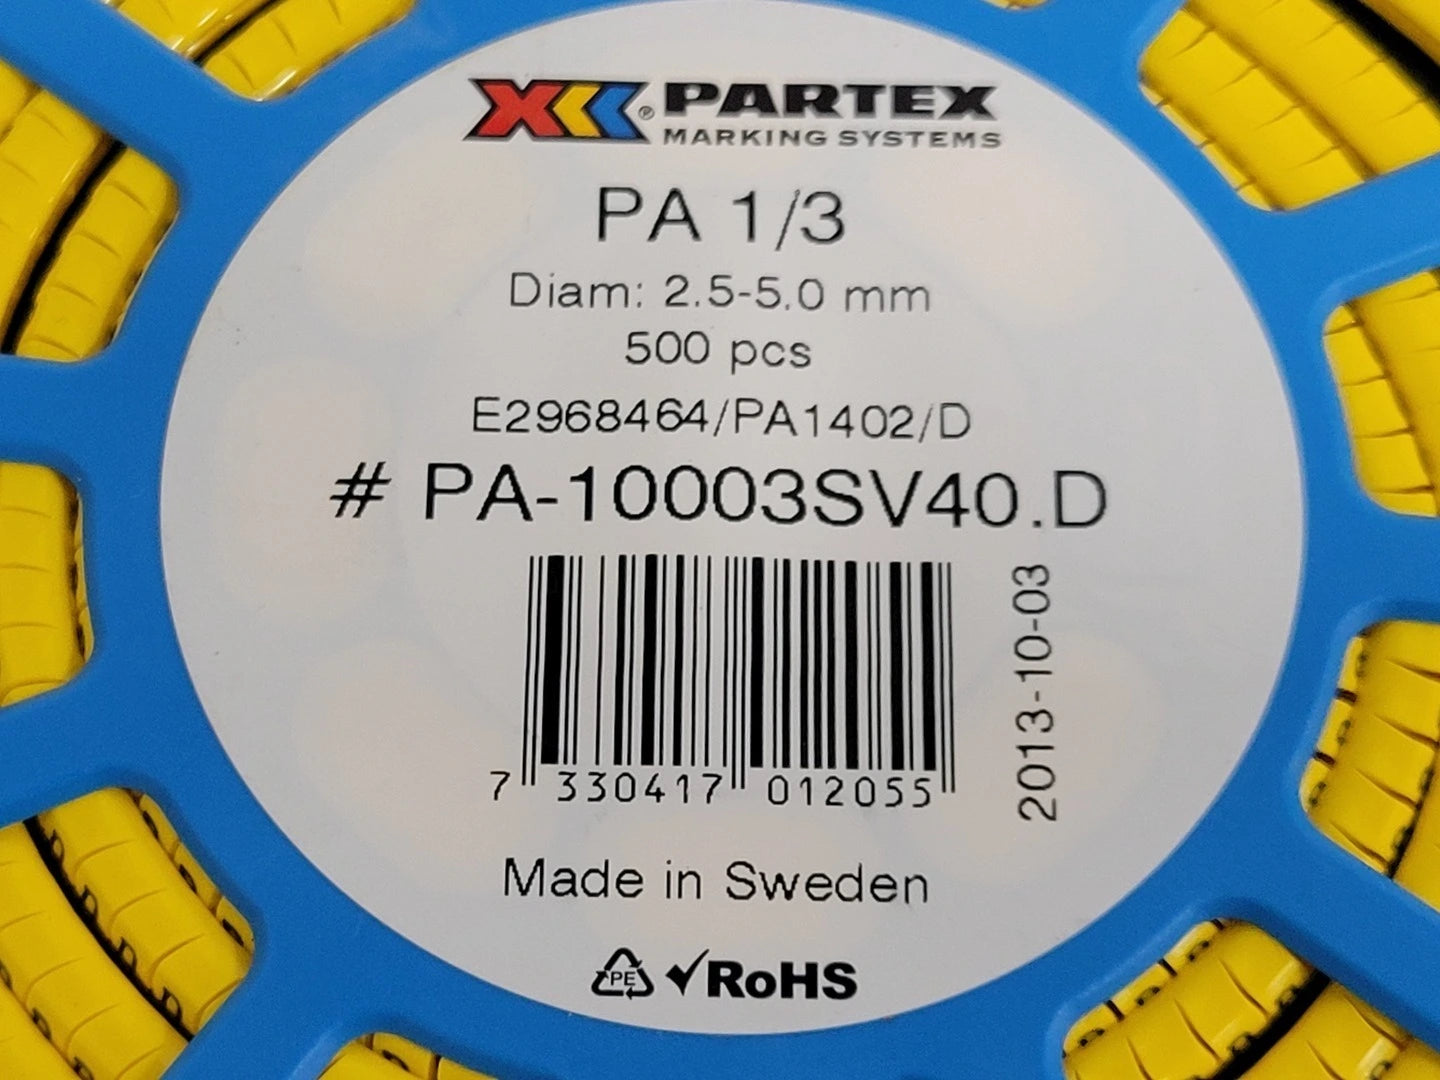 PARTEX
MARKING SYSTEMS
PA 1/3
Diam: 2.5-5.0 mm
500 pcs
E2968464/PA1402/D
# PA-10003SV40.D
2013-10-03
7 330417 012055
Made in Sweden
PE
RoHS
D
D
D
D
D